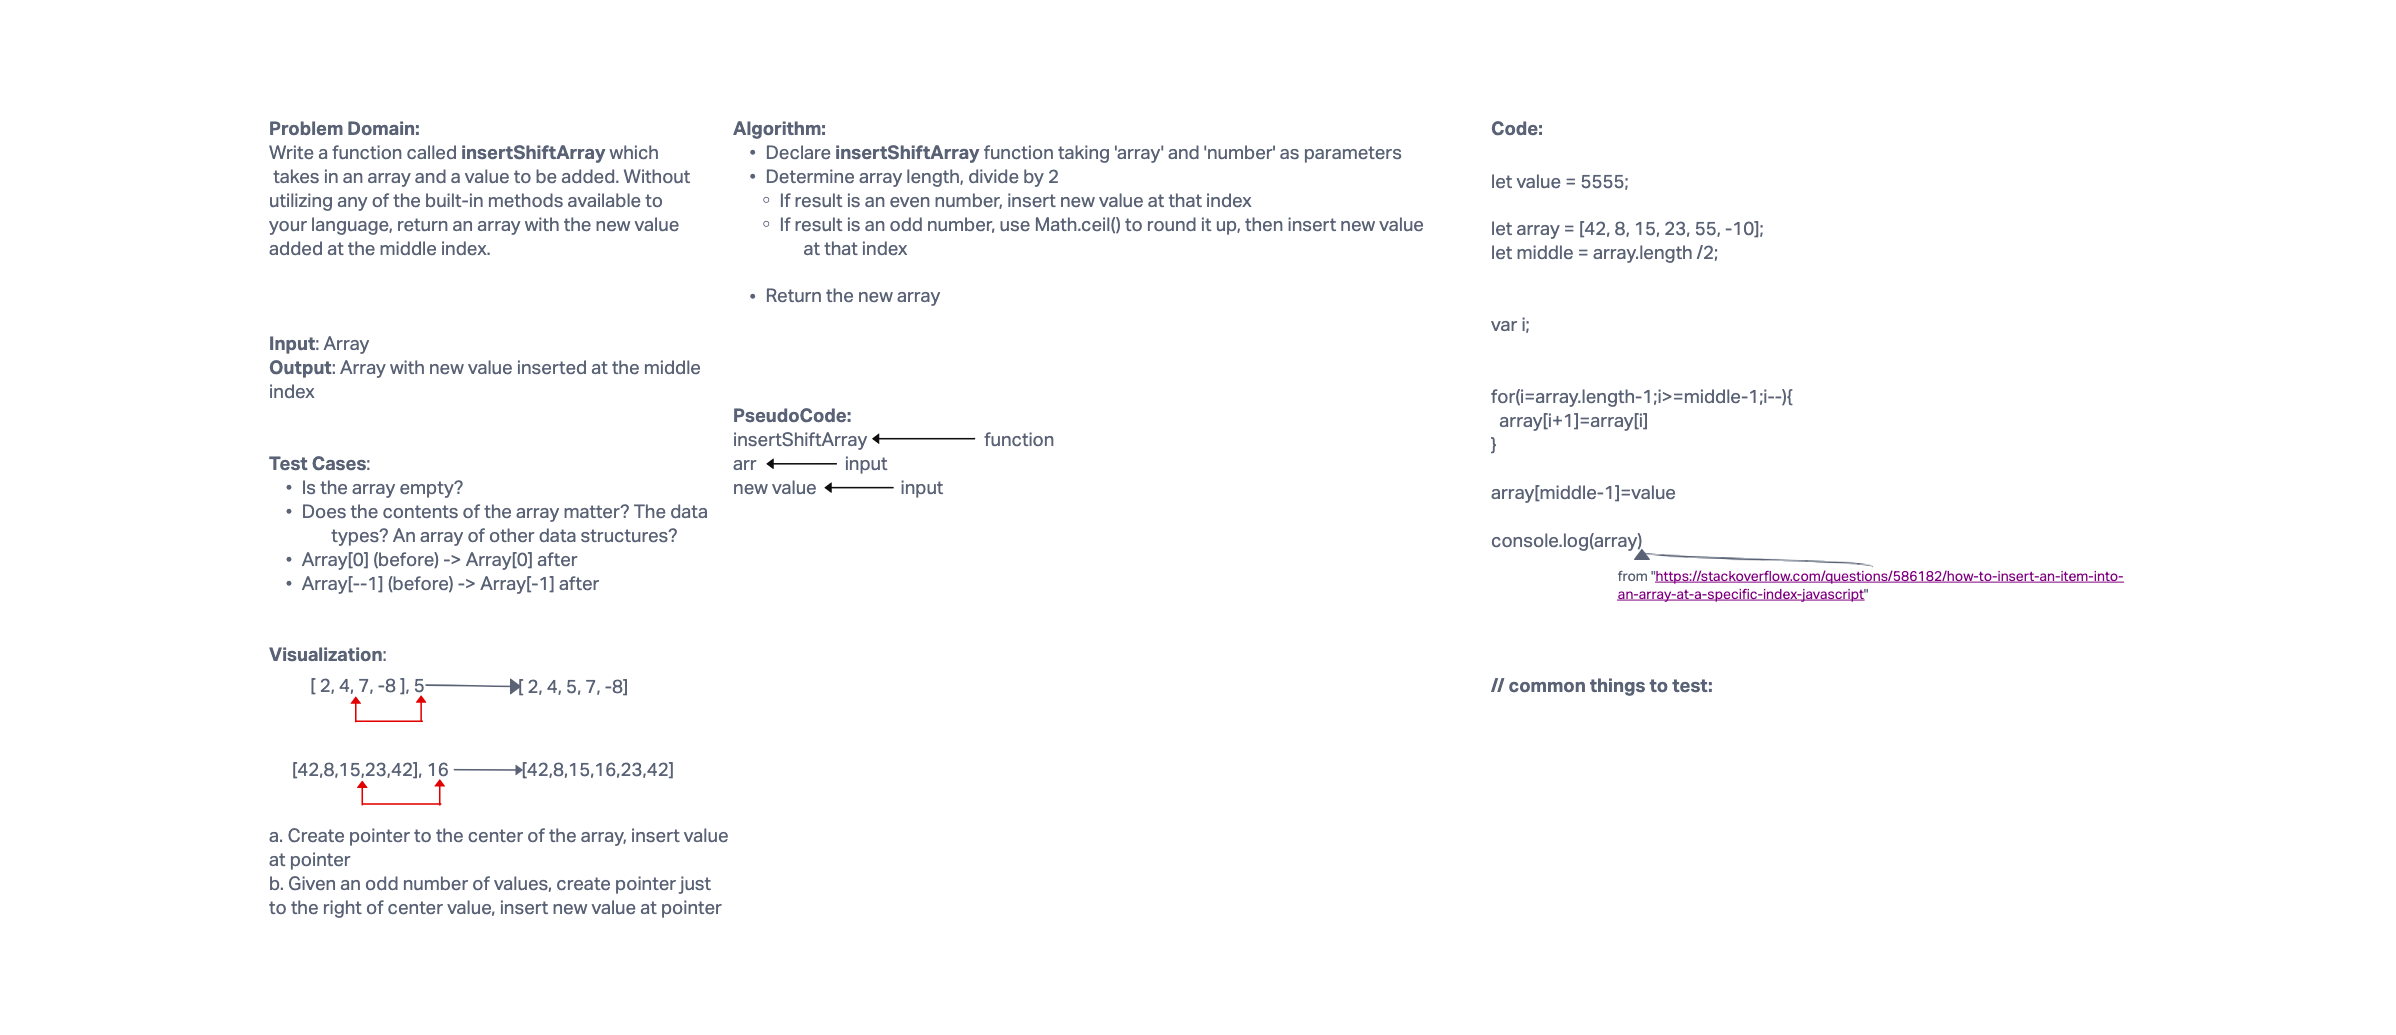 Problem Domain:
Write a function called insertShiftArray which
takes in an array and a value to be added. Without
utilizing any of the built-in methods available to
your language, return an array with the new value
added at the middle index.
Input: Array
Output: Array with new value inserted at the middle
index
Test Cases:
• Is the array empty?
• Does the contents of the array matter? The data
types? An array of other data structures?
• Array[0] (before) -> Array[0] after
• Array[--1] (before) -> Array[-1] after
Visualization:
[ 2, 4, 7, -8 ], 5 [ 2, 4, 5, 7, -8]
[42,8,15,23,42], 16 [42,8,15,16,23,42]
a. Create pointer to the center of the array, insert value
at pointer
b. Given an odd number of values, create pointer just
to the right of center value, insert new value at pointer
Algorithm:
• Declare insertShiftArray function taking 'array' and 'number' as parameters
• Determine array length, divide by 2
◦ If result is an even number, insert new value at that index
◦ If result is an odd number, use Math.ceil() to round it up, then insert new value
at that index
• Return the new array
PseudoCode:
insertShiftArray function
arr input
new value input
Code:
let value = 5555;
let array = [42, 8, 15, 23, 55, -10];
let middle = array.length /2;
var i;
for(i=array.length-1;i>=middle-1;i--){
array[i+1]=array[i]
}
array[middle-1]=value
console.log(array)
from "https://stackoverflow.com/questions/586182/how-to-insert-an-item-into-
an-array-at-a-specific-index-javascript"
// common things to test: